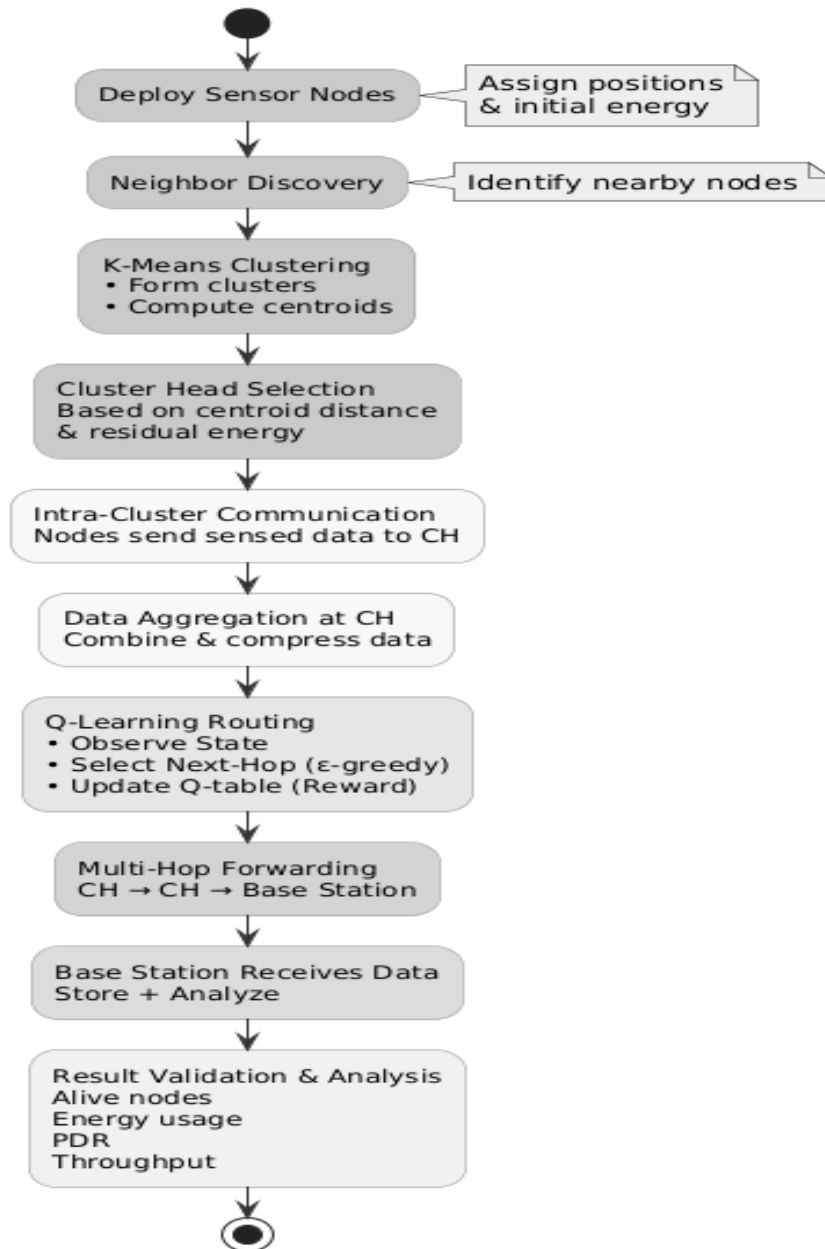 Deploy Sensor Nodes
Assign positions
& initial energy
Neighbor Discovery
Identify nearby nodes
K-Means Clustering
• Form clusters
• Compute centroids
Cluster Head Selection
Based on centroid distance
& residual energy
Intra-Cluster Communication
Nodes send sensed data to CH
Data Aggregation at CH
Combine & compress data
Q-Learning Routing
• Observe State
• Select Next-Hop (ε-greedy)
• Update Q-table (Reward)
Multi-Hop Forwarding
CH → CH → Base Station
Base Station Receives Data
Store + Analyze
Result Validation & Analysis
Alive nodes
Energy usage
PDR
Throughput